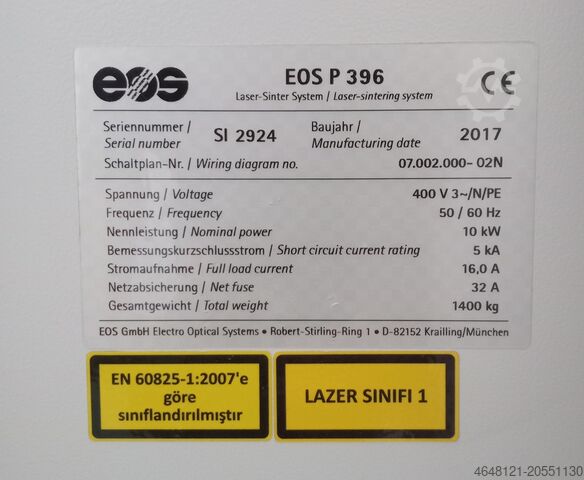 eos
EOS P 396
CE
Laser-Sinter System / Laser-sintering system
Seriennummer / Serial number SI 2924
Baujahr / Manufacturing date 2017
Schaltplan-Nr. / Wiring diagram no. 07.002.000- 02N
Spannung / Voltage 400 V 3~/N/PE
Frequenz / Frequency 50 / 60 Hz
Nennleistung / Nominal power 10 kW
Bemessungskurzschlussstrom / Short circuit current rating 5 kA
Stromaufnahme / Full load current 16,0 A
Netzabsicherung / Net fuse 32 A
Gesamtgewicht / Total weight 1400 kg
EOS GmbH Electro Optical Systems • Robert-Stirling-Ring 1 • D-82152 Krailling/München
EN 60825-1:2007'e
göre
sınıflandırılmıştır
LAZER SINIFI 1
4648121-20551130